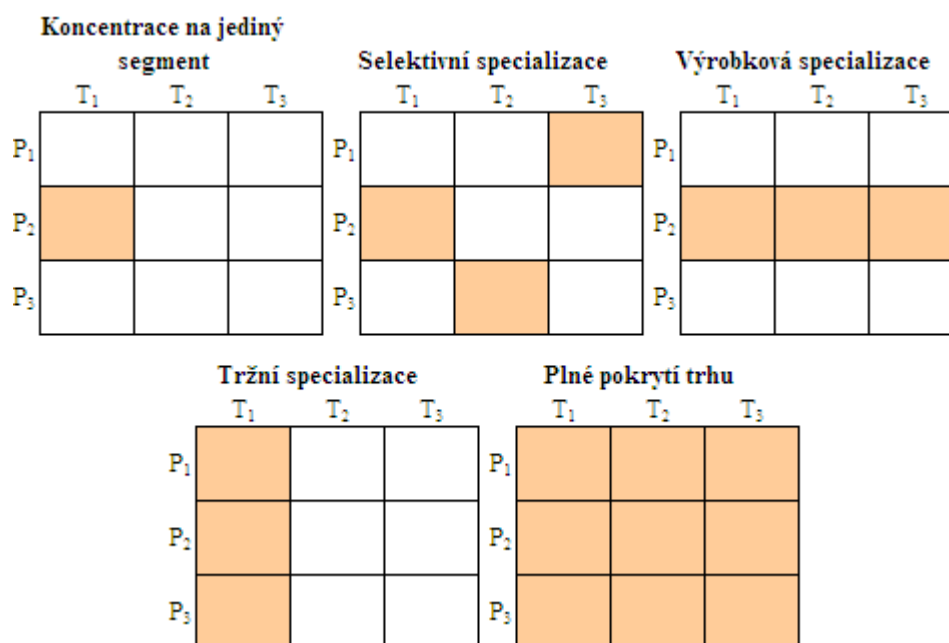 Koncentrace na jediný
segment
T₁ T₂ T₃
P₁
P₂
P₃
Selektivní specializace
T₁ T₂ T₃
P₁
P₂
P₃
Výrobková specializace
T₁ T₂ T₃
P₁
P₂
P₃
Tržní specializace
T₁ T₂ T₃
P₁
P₂
P₃
Plné pokrytí trhu
T₁ T₂ T₃
P₁
P₂
P₃